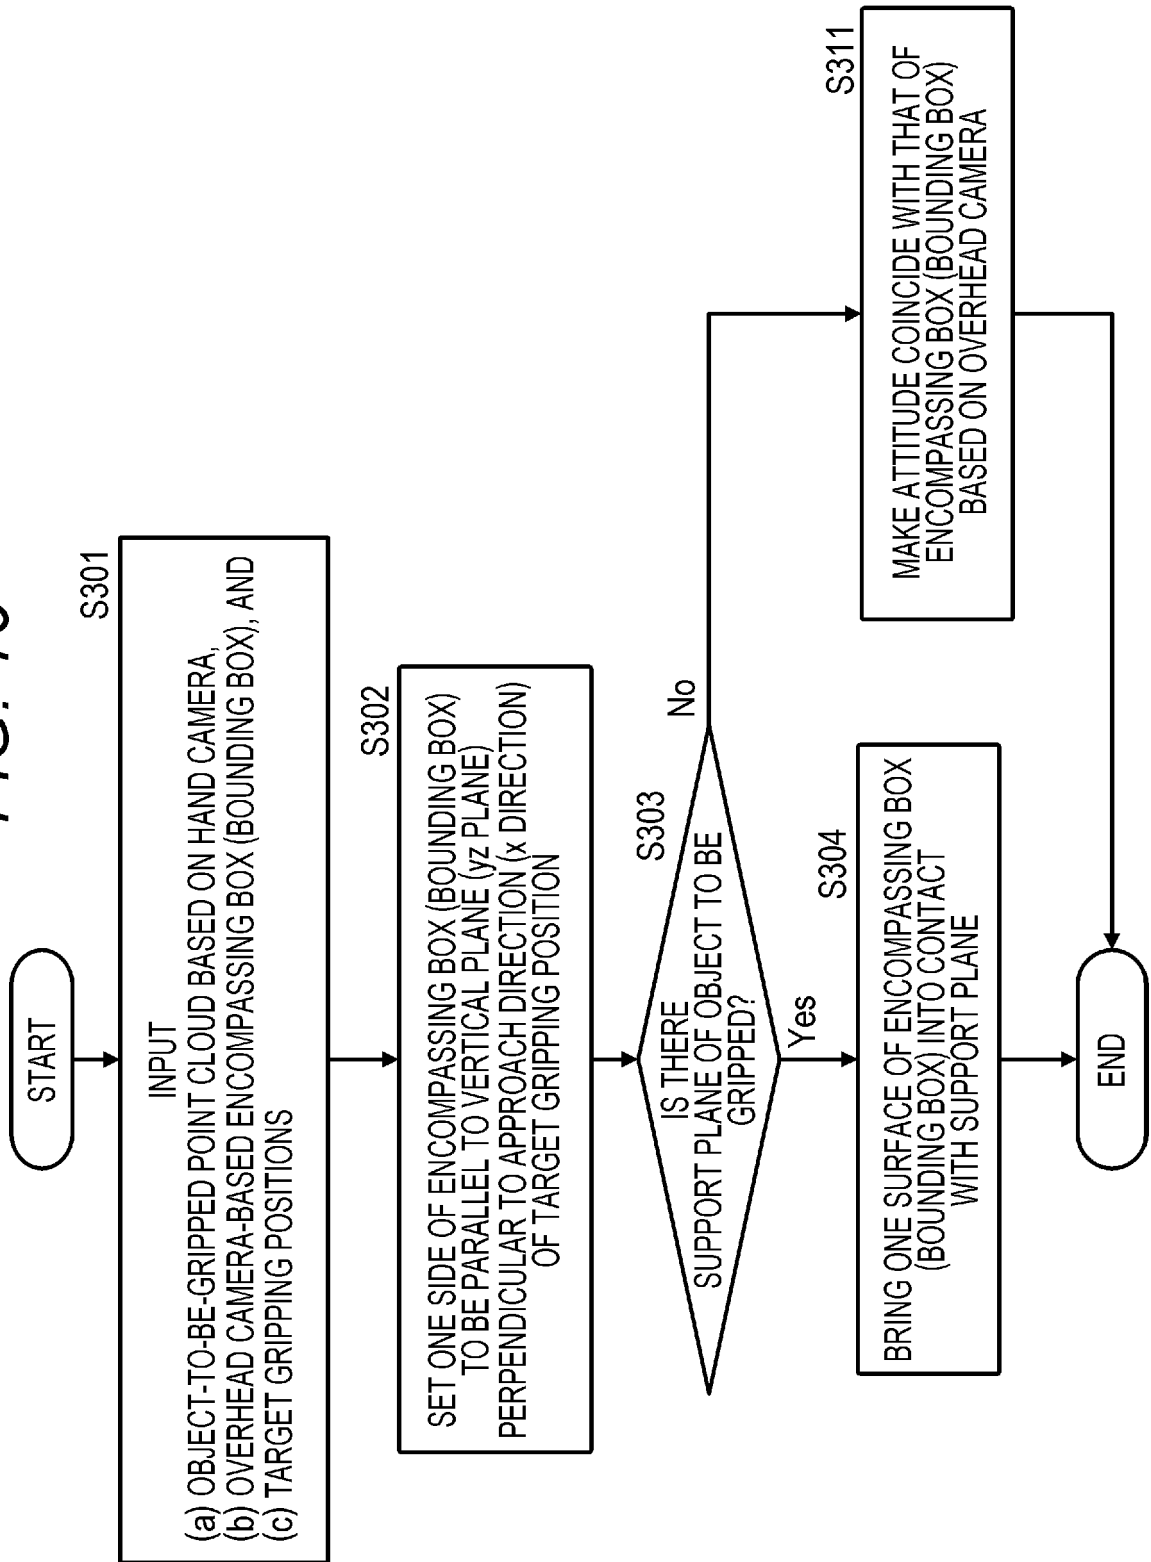 START
S301
INPUT
(a) OBJECT-TO-BE-GRIPPED POINT CLOUD BASED ON HAND CAMERA,
(b) OVERHEAD CAMERA-BASED ENCOMPASSING BOX (BOUNDING BOX), AND
(c) TARGET GRIPPING POSITIONS
S302
SET ONE SIDE OF ENCOMPASSING BOX (BOUNDING BOX)
TO BE PARALLEL TO VERTICAL PLANE (yz PLANE)
PERPENDICULAR TO APPROACH DIRECTION (x DIRECTION)
OF TARGET GRIPPING POSITION
S303
IS THERE
SUPPORT PLANE OF OBJECT TO BE
GRIPPED?
No
Yes
S304
BRING ONE SURFACE OF ENCOMPASSING BOX
(BOUNDING BOX) INTO CONTACT
WITH SUPPORT PLANE
S311
MAKE ATTITUDE COINCIDE WITH THAT OF
ENCOMPASSING BOX (BOUNDING BOX)
BASED ON OVERHEAD CAMERA
END